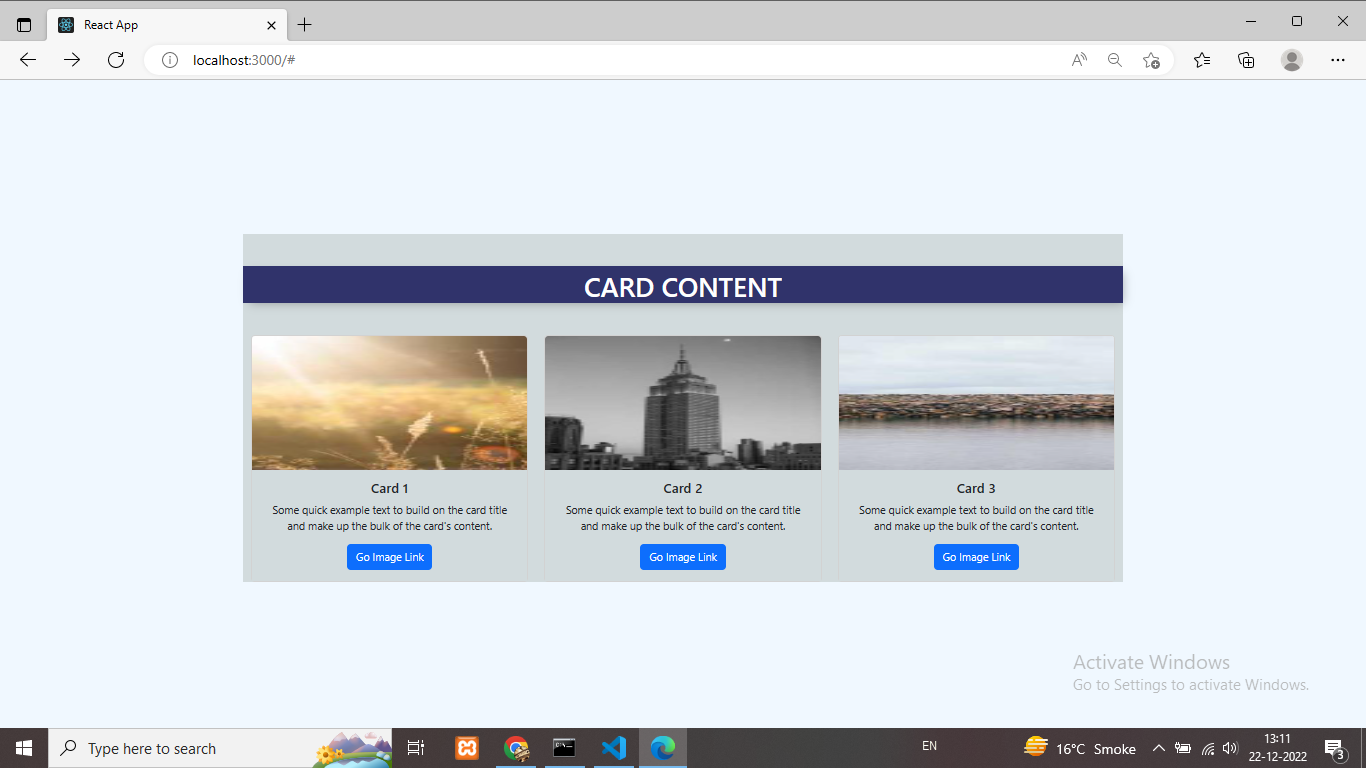 React App
localhost:3000/#
CARD CONTENT
Card 1
Some quick example text to build on the card title
and make up the bulk of the card's content.
Go Image Link
Card 2
Some quick example text to build on the card title
and make up the bulk of the card's content.
Go Image Link
Card 3
Some quick example text to build on the card title
and make up the bulk of the card's content.
Go Image Link
Activate Windows
Go to Settings to activate Windows.
Type here to search
EN
16°C Smoke
13:11
22-12-2022
3